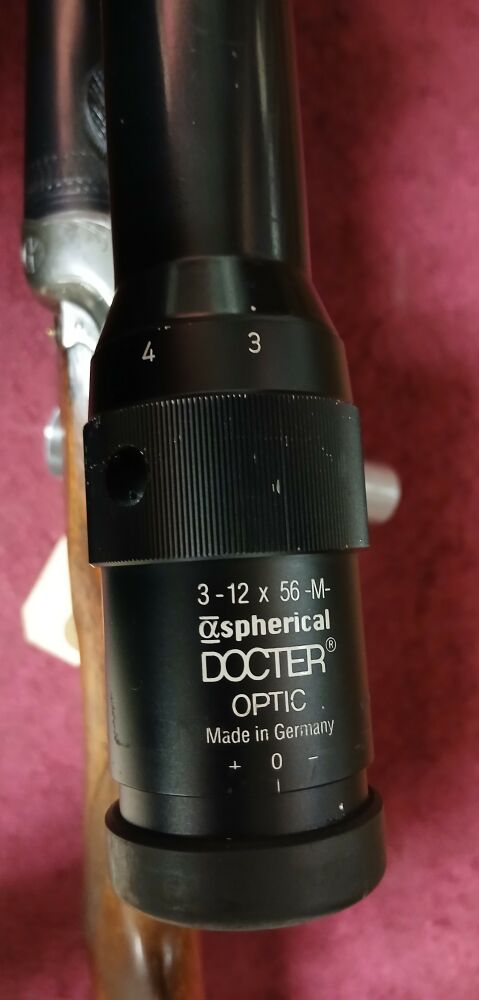 4 3
3-12 x 56 -M-
αspherical
DOCTER®
OPTIC
Made in Germany
+ 0 -